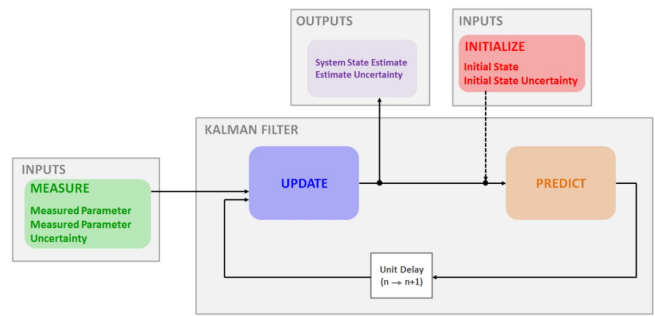 OUTPUTS
System State Estimate
Estimate Uncertainty
INPUTS
INITIALIZE
Initial State
Initial State Uncertainty
KALMAN FILTER
INPUTS
MEASURE
Measured Parameter
Measured Parameter
Uncertainty
UPDATE
PREDICT
Unit Delay
(n → n+1)